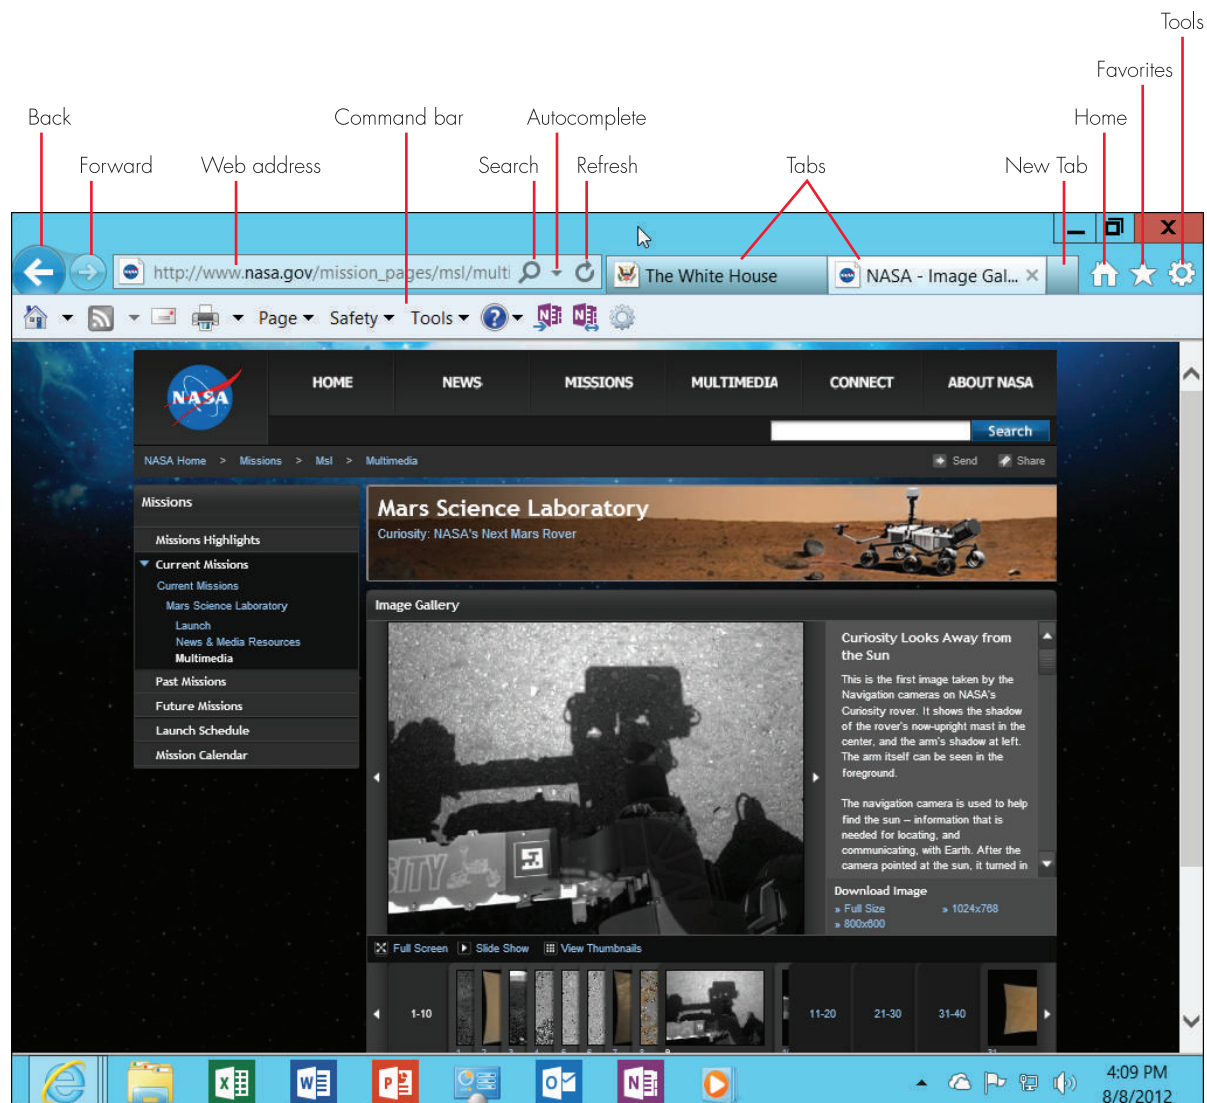 Tools
Favorites
Back
Command bar
Autocomplete
Home
Forward
Web address
Search
Refresh
Tabs
New Tab
X
http://www.nasa.gov/mission_pages/msl/multi
The White House
NASA - Image Gal... ×
Page
Safety
Tools
?
N
N
NASA
HOME
NEWS
MISSIONS
MULTIMEDIA
CONNECT
ABOUT NASA
Search
NASA Home > Missions > Msl > Multimedia
Send
Share
Missions
Missions Highlights
Current Missions
Current Missions
Mars Science Laboratory
Launch
News & Media Resources
Multimedia
Past Missions
Future Missions
Launch Schedule
Mission Calendar
Mars Science Laboratory
Curiosity: NASA's Next Mars Rover
Image Gallery
OSITY
Curiosity Looks Away from
the Sun
This is the first image taken by the
Navigation cameras on NASA's
Curiosity rover. It shows the shadow
of the rover's now-upright mast in the
center, and the arm's shadow at left.
The arm itself can be seen in the
foreground.
The navigation camera is used to help
find the sun – information that is
needed for locating, and
communicating, with Earth. After the
camera pointed at the sun, it turned in
Download Image
» Full Size
» 1024x768
» 800x600
Full Screen
Slide Show
View Thumbnails
1-10
11-20
21-30
31-40
4:09 PM
8/8/2012